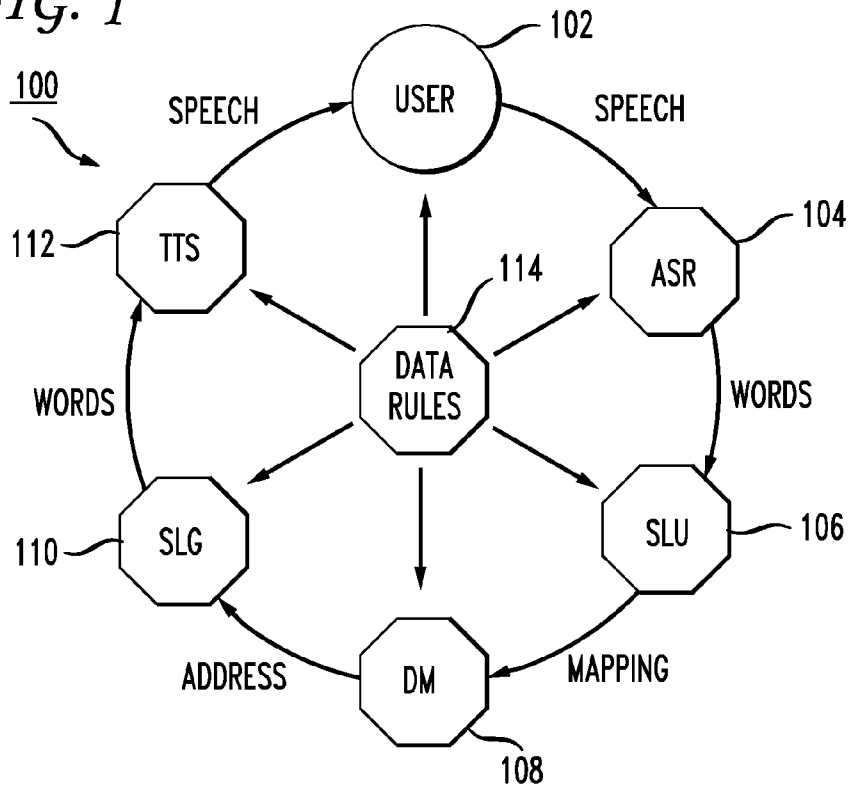 FIG. 1
100
102
USER
SPEECH
SPEECH
104
ASR
112
TTS
114
DATA
RULES
WORDS
WORDS
110
SLG
SLU
106
ADDRESS
DM
MAPPING
108